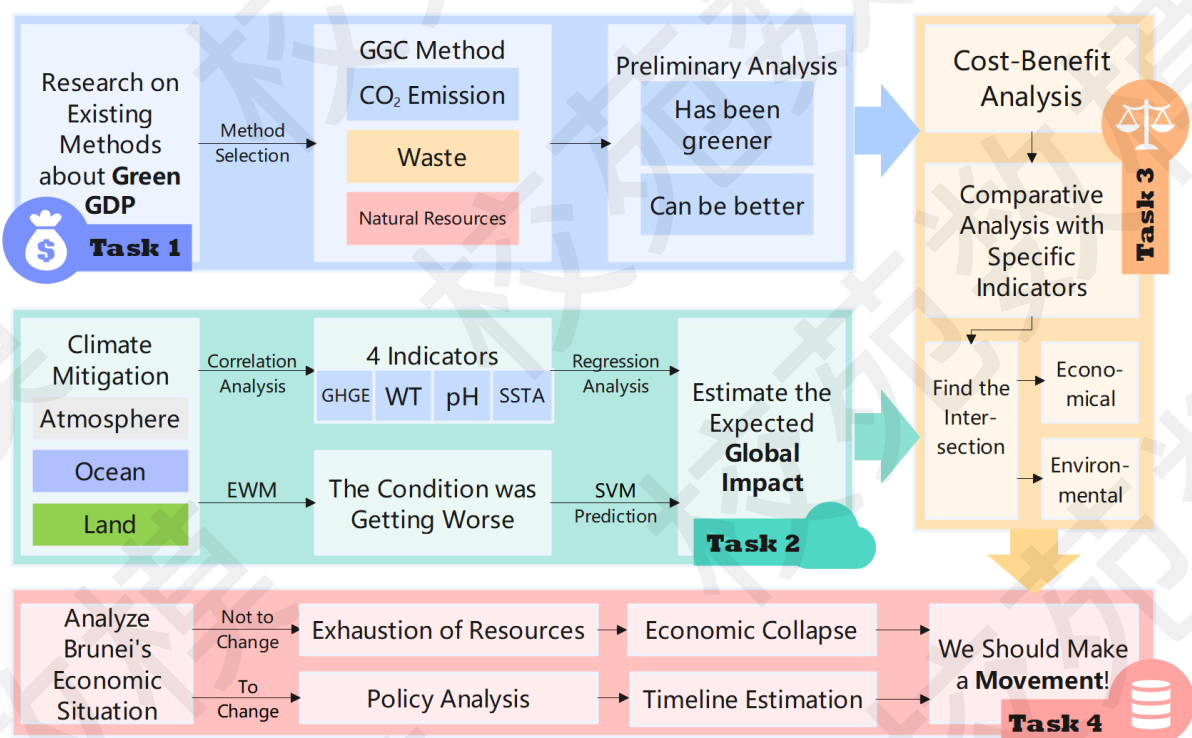 Research on
Existing
Methods
about Green
GDP
Task 1
Method
Selection
GGC Method
CO₂ Emission
Waste
Natural Resources
Preliminary Analysis
Has been
greener
Can be better
Cost-Benefit
Analysis
Comparative
Analysis with
Specific
Indicators
Task 3
Find the
Inter-
section
Econo-
mical
Environ-
mental
Climate
Mitigation
Atmosphere
Ocean
Land
Correlation
Analysis
EWM
4 Indicators
GHGE WT pH SSTA
The Condition was
Getting Worse
Regression
Analysis
SVM
Prediction
Estimate the
Expected
Global
Impact
Task 2
Analyze
Brunei's
Economic
Situation
Not to
Change
Exhaustion of Resources
Economic Collapse
To
Change
Policy Analysis
Timeline Estimation
We Should Make
a Movement!
Task 4